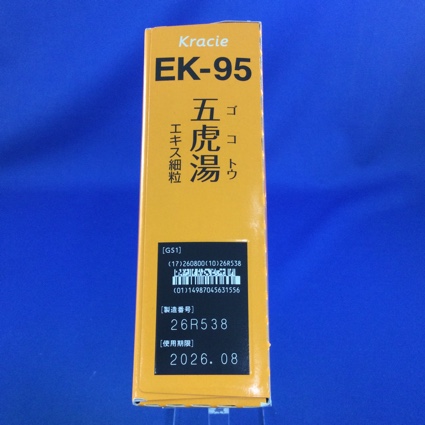 Kracie
EK-95
五虎湯
ゴコトウ
エキス細粒
[GS1]
(17)260800(10)26R538
(01)14987045631556
[製造番号]
26R538
[使用期限]
2026.08